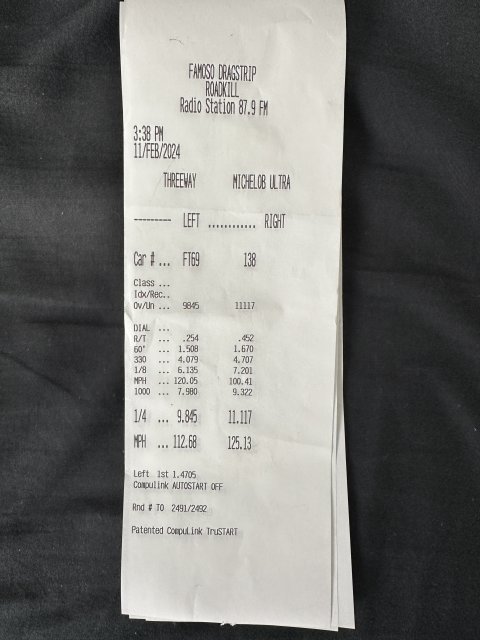 FAMOSO DRAGSTRIP
ROADKILL
Radio Station 87.9 FM
3:38 PM
11/FEB/2024
THREEWAY MICHELOB ULTRA
--------- LEFT ............ RIGHT
Car # ... FT69 138
Class ...
Idx/Rec..
Ov/Un ... 9845 11117
DIAL ...
R/T ... .254 .452
60' ... 1.508 1.670
330 ... 4.079 4.707
1/8 ... 6.135 7.201
MPH ... 120.05 100.41
1000 ... 7.980 9.322
1/4 ... 9.845 11.117
MPH ... 112.68 125.13
Left 1st 1.4705
Compulink AUTOSTART OFF
Rnd # TO 2491/2492
Patented CompuLink TruSTART